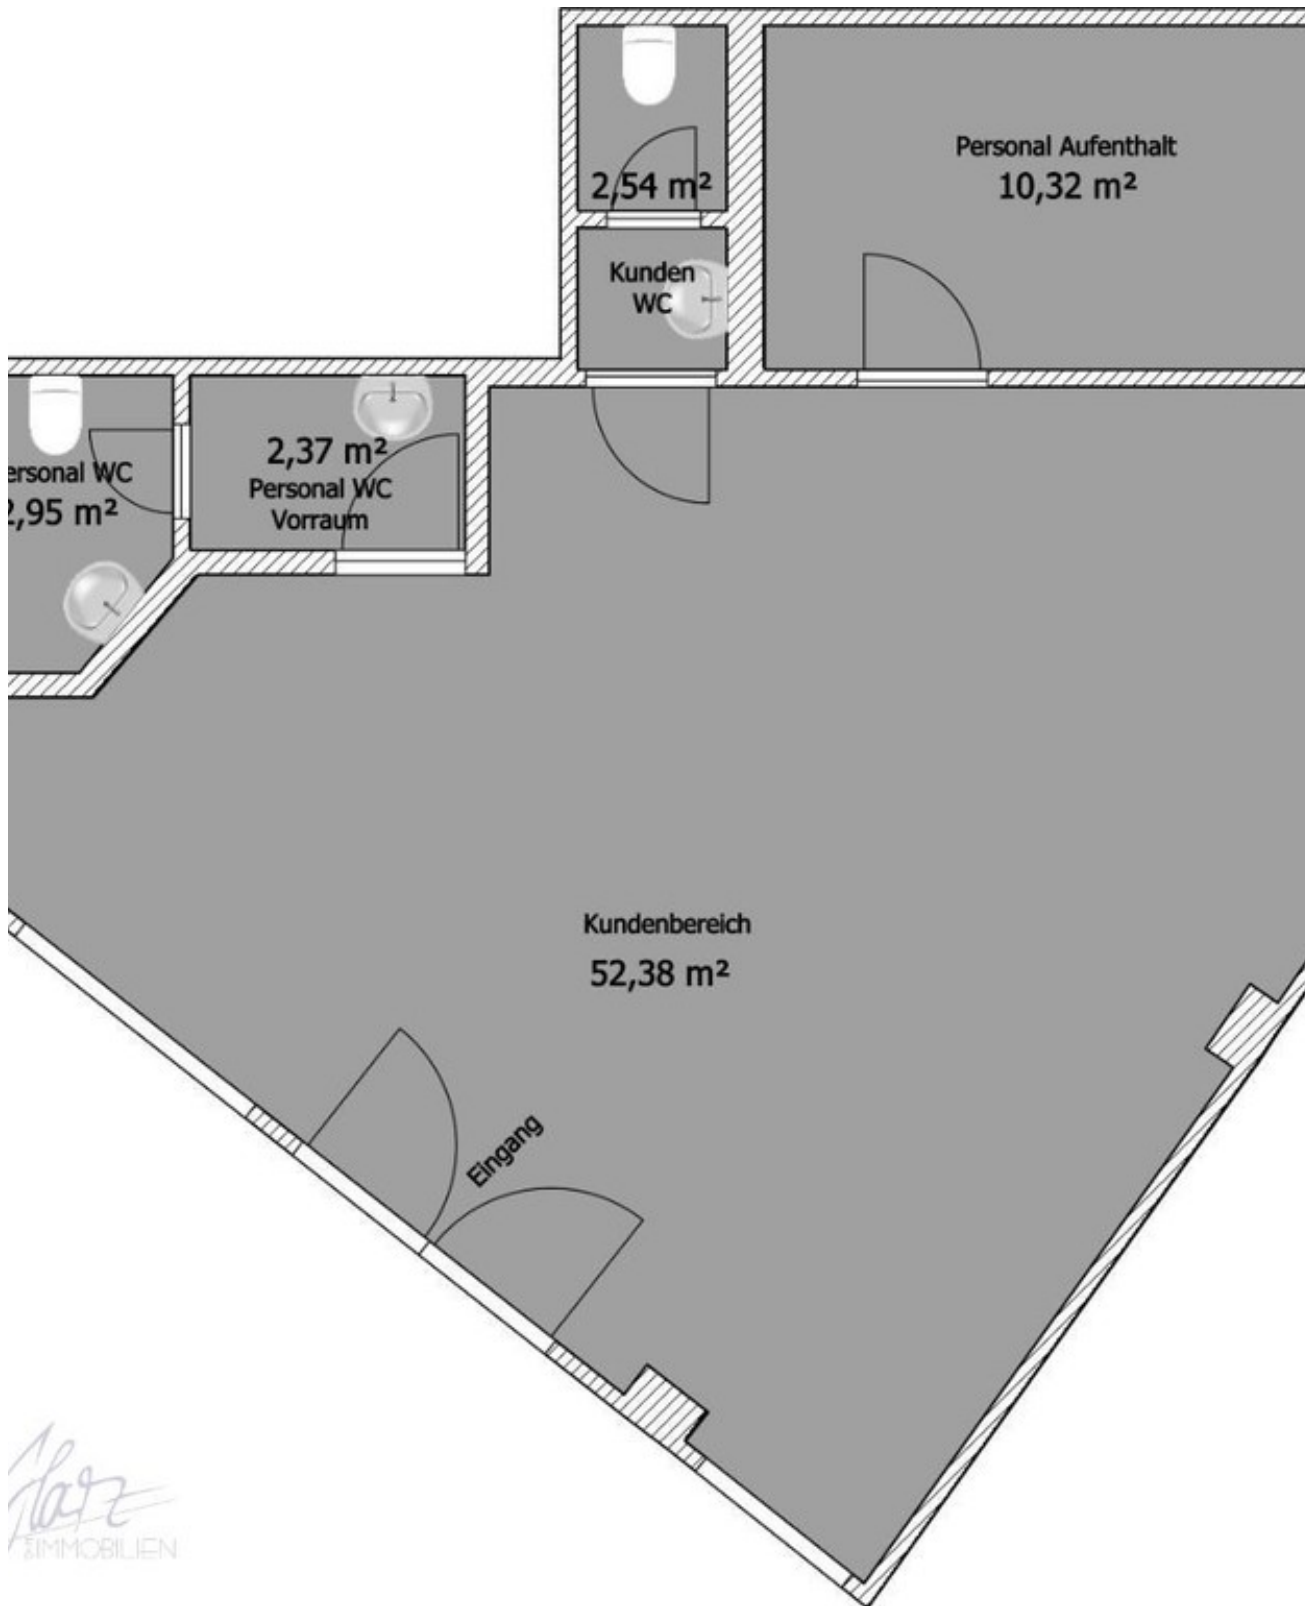 Personal Aufenthalt
10,32 m²
2,54 m²
Kunden
WC
2,37 m²
Personal WC
Vorraum
ersonal WC
2,95 m²
Kundenbereich
52,38 m²
Eingang
Harz
IMMOBILIEN